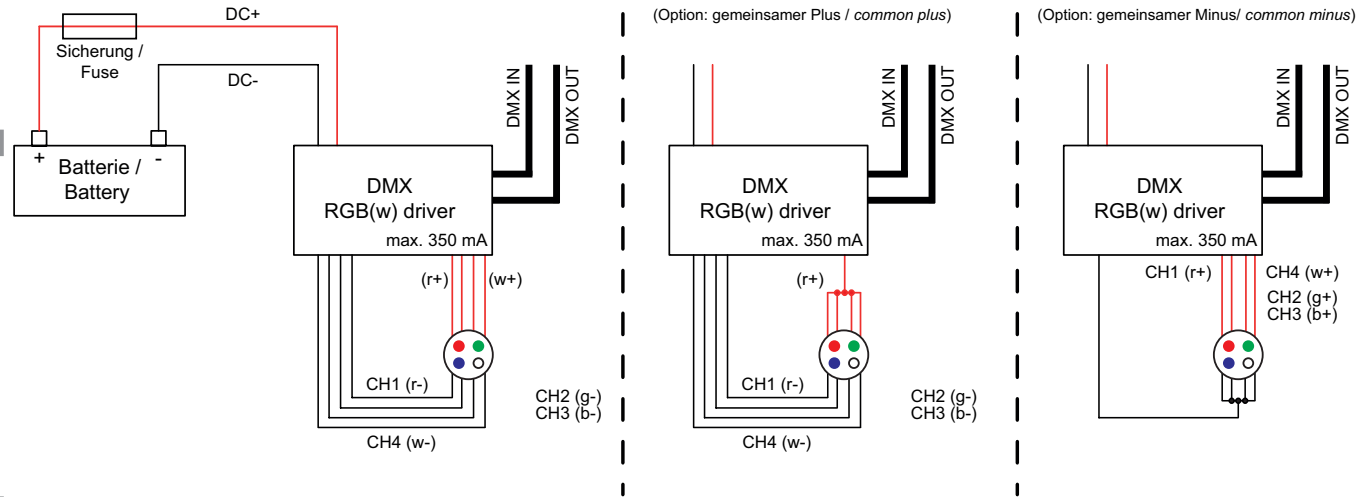 DC+
Sicherung /
Fuse
DC-
+
-
Batterie /
Battery
DMX IN
DMX OUT
DMX
RGB(w) driver
max. 350 mA
(r+)
(w+)
CH1 (r-)
CH2 (g-)
CH3 (b-)
CH4 (w-)
(Option: gemeinsamer Plus / common plus)
DMX IN
DMX OUT
DMX
RGB(w) driver
max. 350 mA
(r+)
CH1 (r-)
CH2 (g-)
CH3 (b-)
CH4 (w-)
(Option: gemeinsamer Minus/ common minus)
DMX IN
DMX OUT
DMX
RGB(w) driver
max. 350 mA
CH1 (r+)
CH4 (w+)
CH2 (g+)
CH3 (b+)